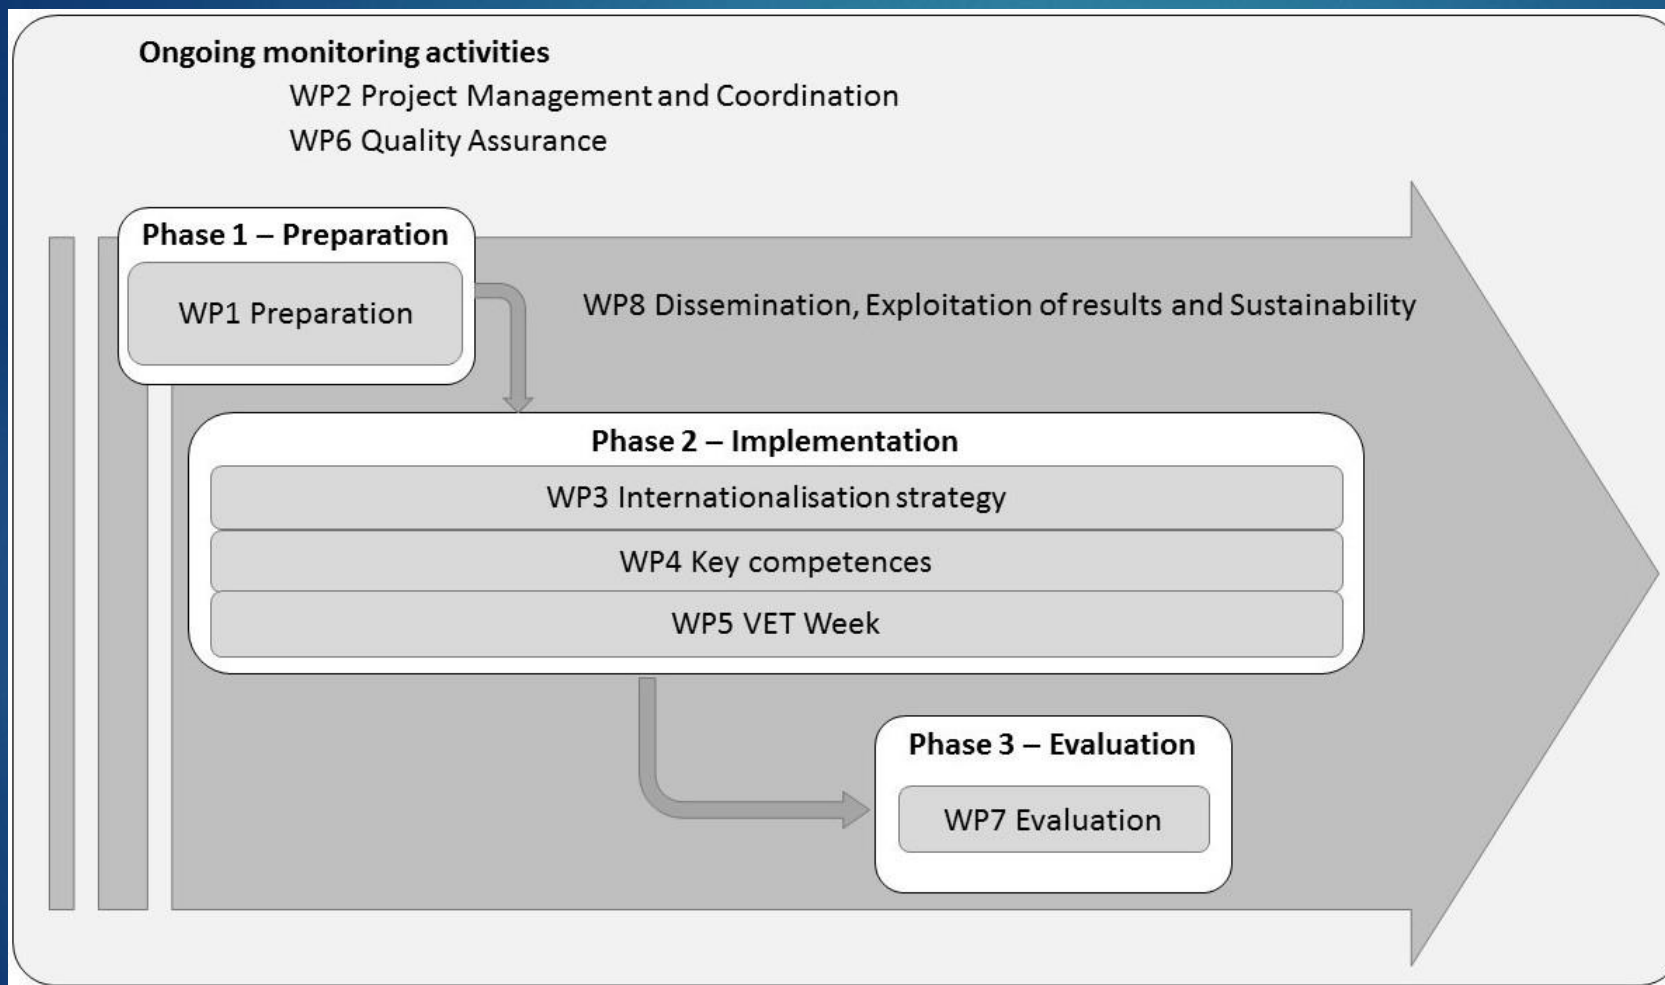 Ongoing monitoring activities
WP2 Project Management and Coordination
WP6 Quality Assurance
Phase 1 – Preparation
WP1 Preparation
WP8 Dissemination, Exploitation of results and Sustainability
Phase 2 – Implementation
WP3 Internationalisation strategy
WP4 Key competences
WP5 VET Week
Phase 3 – Evaluation
WP7 Evaluation